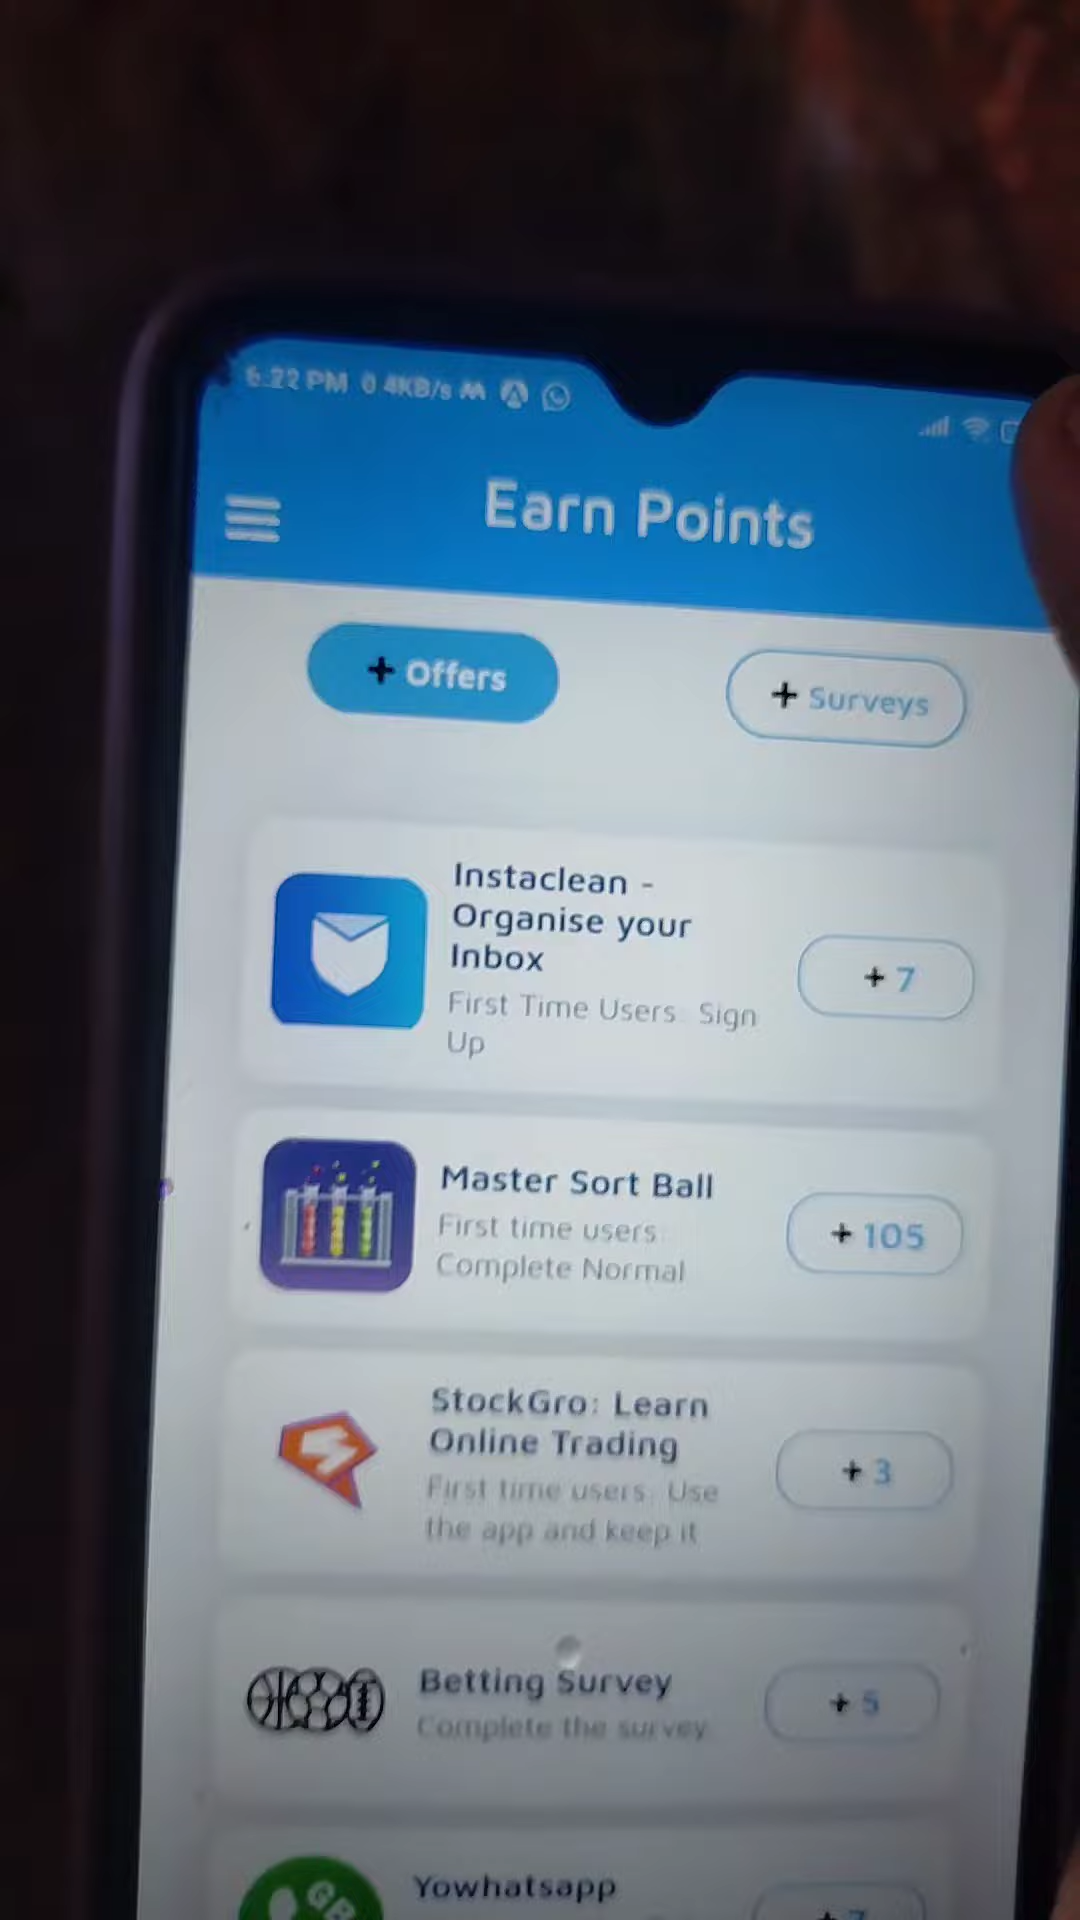 6:22 PM 0.4KB/s
Earn Points
+ Offers
+ Surveys
Instaclean -
Organise your
Inbox
First Time Users. Sign
Up
+ 7
Master Sort Ball
First time users.
Complete Normal
+ 105
StockGro: Learn
Online Trading
First time users. Use
the app and keep it
+ 3
Betting Survey
Complete the survey
+ 5
GB
Yowhatsapp
+ 7